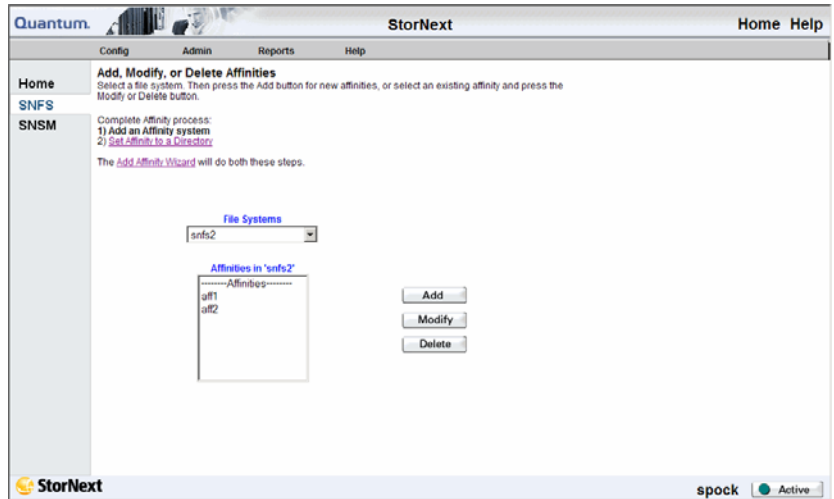 Quantum.
StorNext
Home Help
Config Admin Reports Help
Home
SNFS
SNSM
Add, Modify, or Delete Affinities
Select a file system. Then press the Add button for new affinities, or select an existing affinity and press the
Modify or Delete button.
Complete Affinity process:
1) Add an Affinity system
2) Set Affinity to a Directory
The Add Affinity Wizard will do both these steps.
File Systems
snfs2
Affinities in 'snfs2'
--------Affinities--------
aff1
aff2
Add
Modify
Delete
StorNext
spock
Active